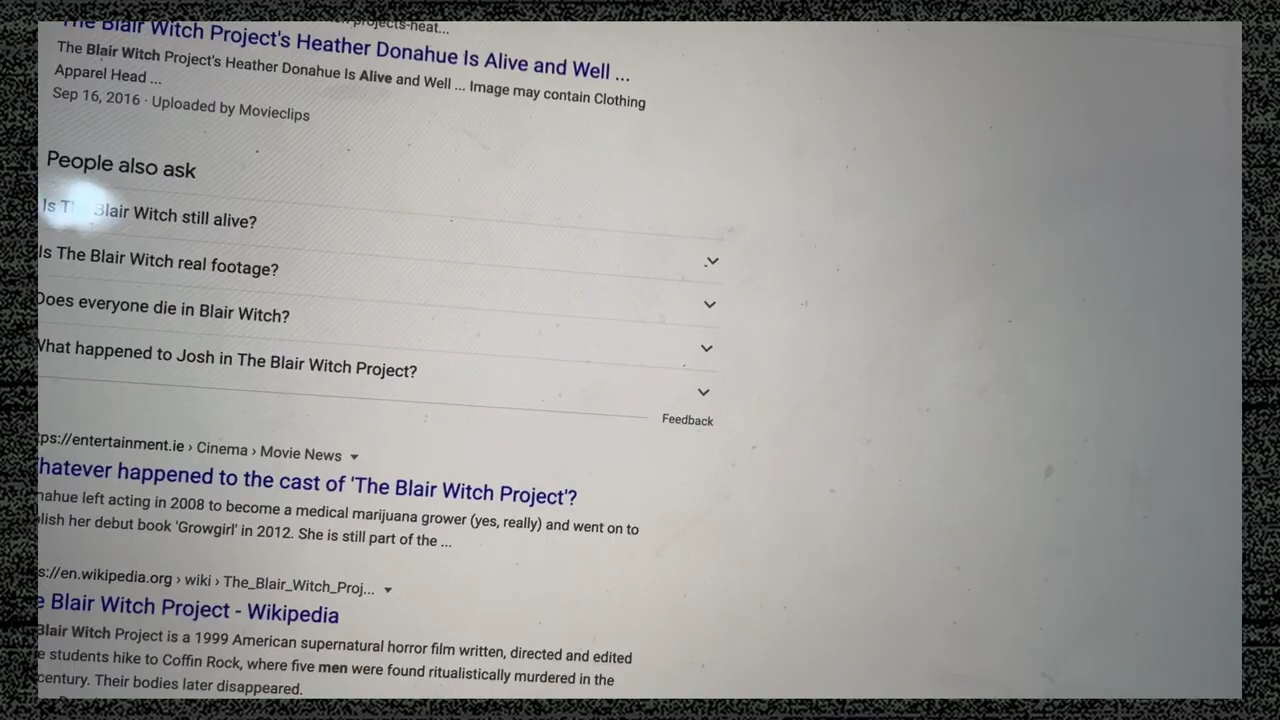 projects-heat...
The Blair Witch Project's Heather Donahue Is Alive and Well ...
The Blair Witch Project's Heather Donahue Is Alive and Well ... Image may contain Clothing
Apparel Head ...
Sep 16, 2016 · Uploaded by Movieclips
People also ask
Is The Blair Witch still alive?
Is The Blair Witch real footage?
Does everyone die in Blair Witch?
What happened to Josh in The Blair Witch Project?
Feedback
ps://entertainment.ie › Cinema › Movie News
hatever happened to the cast of 'The Blair Witch Project'?
nahue left acting in 2008 to become a medical marijuana grower (yes, really) and went on to
lish her debut book 'Growgirl' in 2012. She is still part of the ...
s://en.wikipedia.org › wiki › The_Blair_Witch_Proj...
e Blair Witch Project - Wikipedia
Blair Witch Project is a 1999 American supernatural horror film written, directed and edited
e students hike to Coffin Rock, where five men were found ritualistically murdered in the
century. Their bodies later disappeared.